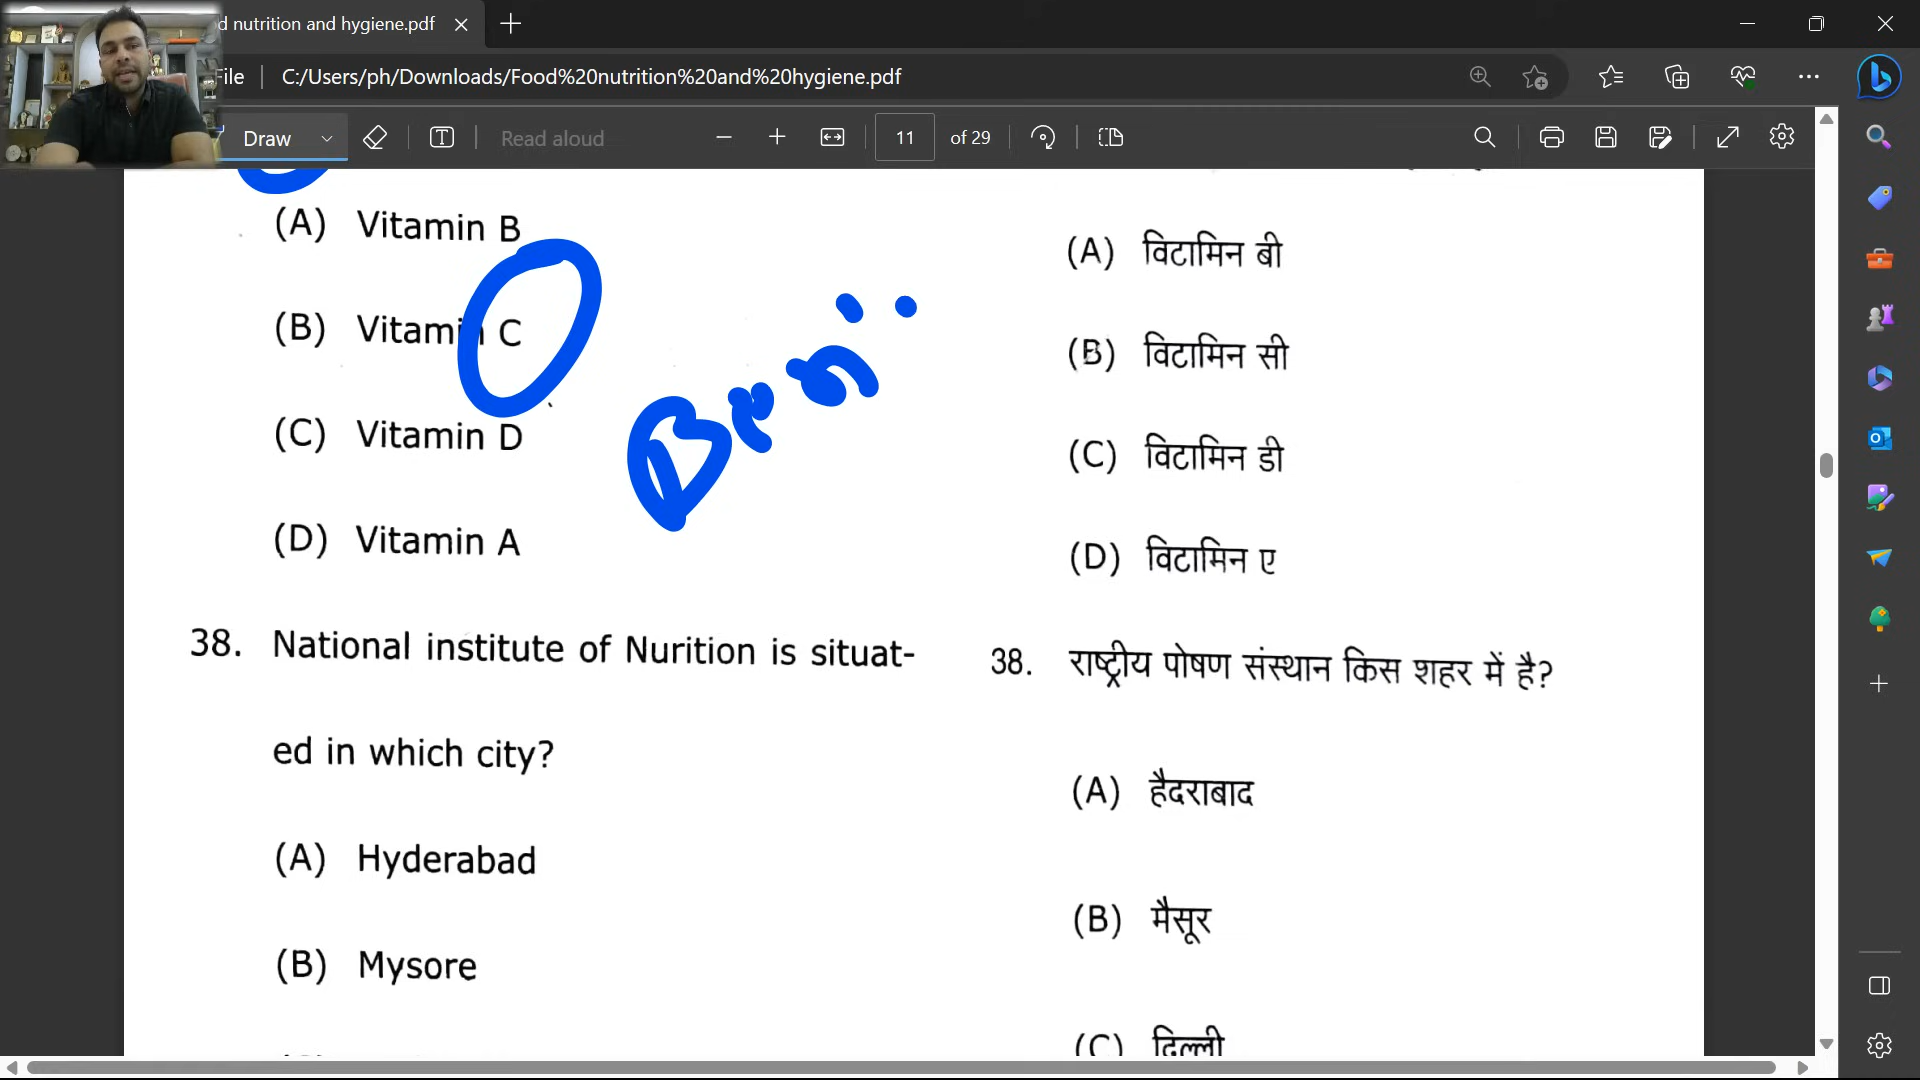 d nutrition and hygiene.pdf
File
C:/Users/ph/Downloads/Food%20nutrition%20and%20hygiene.pdf
Draw
Read aloud
11 of 29
(A) Vitamin B
(B) Vitamin C
(C) Vitamin D
(D) Vitamin A
38. National institute of Nurition is situat-
ed in which city?
(A) Hyderabad
(B) Mysore
(A) विटामिन बी
(B) विटामिन सी
(C) विटामिन डी
(D) विटामिन ए
38. राष्ट्रीय पोषण संस्थान किस शहर में है?
(A) हैदराबाद
(B) मैसूर
(C) दिल्ली